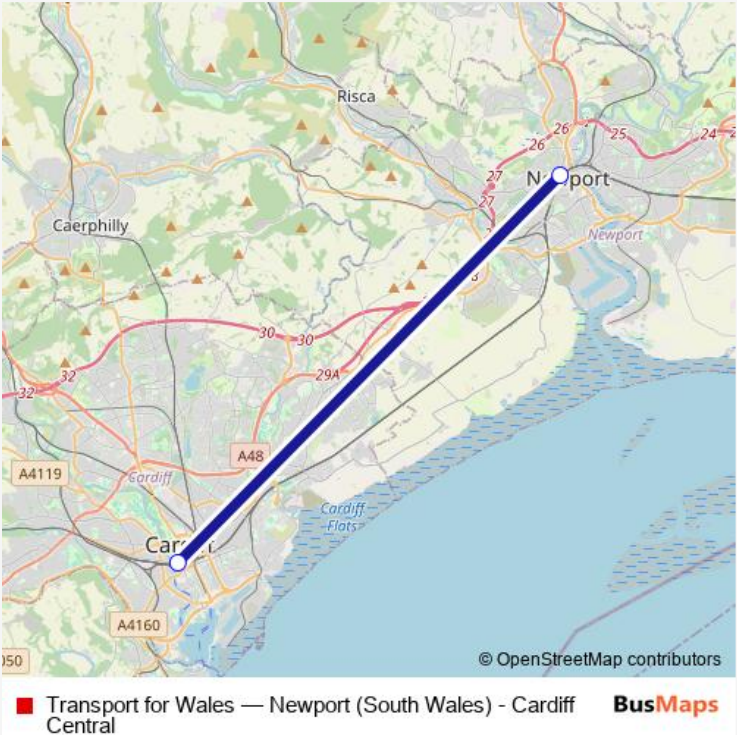 Risca
26
26
25
24
27
27
Newport
Newport
Caerphilly
30
30
29A
32
32
A48
A4119
Cardiff
Cardiff
Flats
A4160
© OpenStreetMap contributors
Transport for Wales — Newport (South Wales) - Cardiff
Central
BusMaps